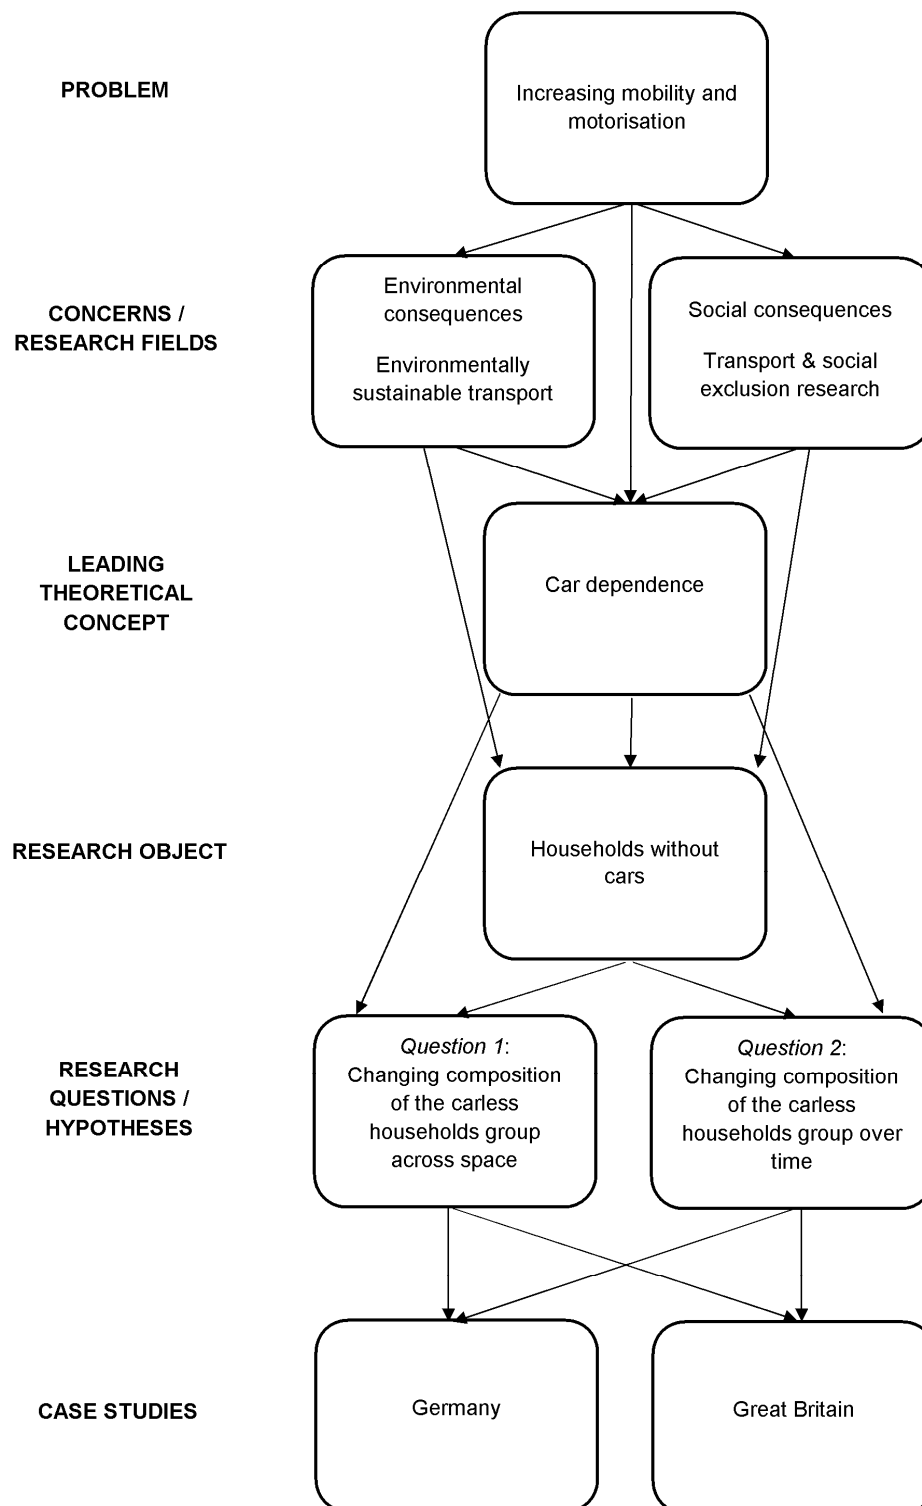 PROBLEM
Increasing mobility and
motorisation
CONCERNS /
RESEARCH FIELDS
Environmental
consequences
Environmentally
sustainable transport
Social consequences
Transport & social
exclusion research
LEADING
THEORETICAL
CONCEPT
Car dependence
RESEARCH OBJECT
Households without
cars
RESEARCH
QUESTIONS /
HYPOTHESES
Question 1:
Changing composition
of the carless
households group
across space
Question 2:
Changing composition
of the carless
households group over
time
CASE STUDIES
Germany
Great Britain